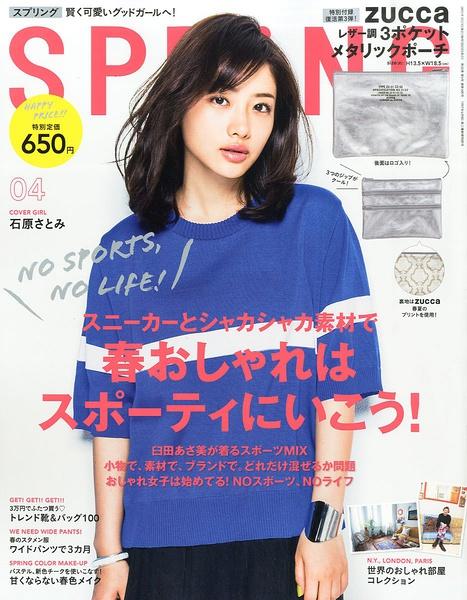 スプリング 賢く可愛いグッドガールへ!
SPRiNG
特別付録
復活第3弾!
zucca
レザー調 3ポケット
メタリックポーチ
H13.5×W18.5
HAPPY
PRICE!!
特別定価
650円
後面はロゴ入り!
3つのジップが
クール!
裏地はzucca
春夏の
プリントを使用!
04
COVER GIRL
石原さとみ
NO SPORTS,
NO LIFE!
スニーカーとシャカシャカ素材で
春おしゃれは
スポーティにいこう!
臼田あさ美が着るスポーツMIX
小物で、素材で、ブランドで。どれだけ混ぜるか問題
おしゃれ女子は始めてる! NOスポーツ、NOライフ
GET! GET!! GET!!!
3万円でふたつ買う♡
トレンド靴&バッグ100
WE NEED WIDE PANTS!
春のスタメン服
ワイドパンツで3カ月
SPRING COLOR MAKE-UP
パステル、新色チークを使いこなす!
甘くならない春色メイク
N.Y., LONDON, PARIS
世界のおしゃれ部屋
コレクション